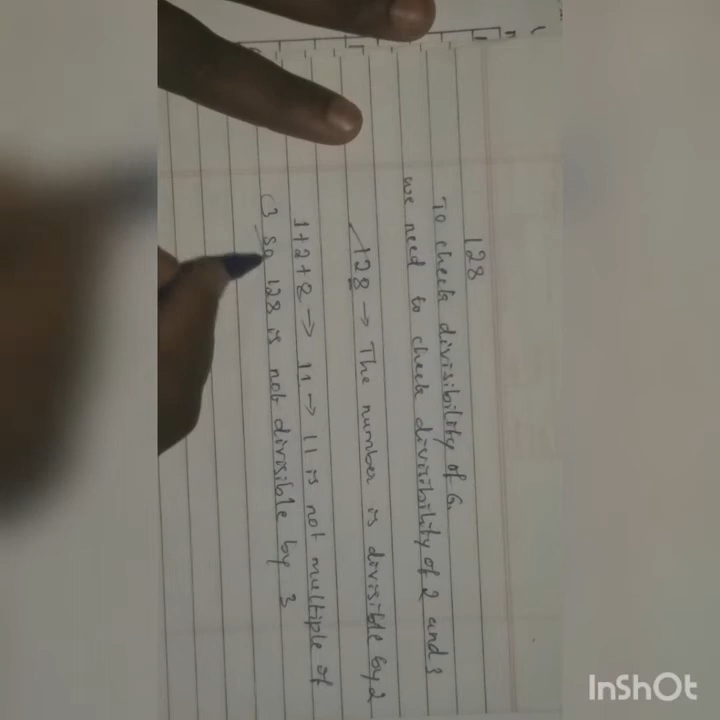 128
To check divisibility of 6.
we need to check divisibility of 2 and 3
128 → The number is divisible by 2
1+2+8 → 11 → 11 is not multiple of
3 so 128 is not divisible by 3
InShOt